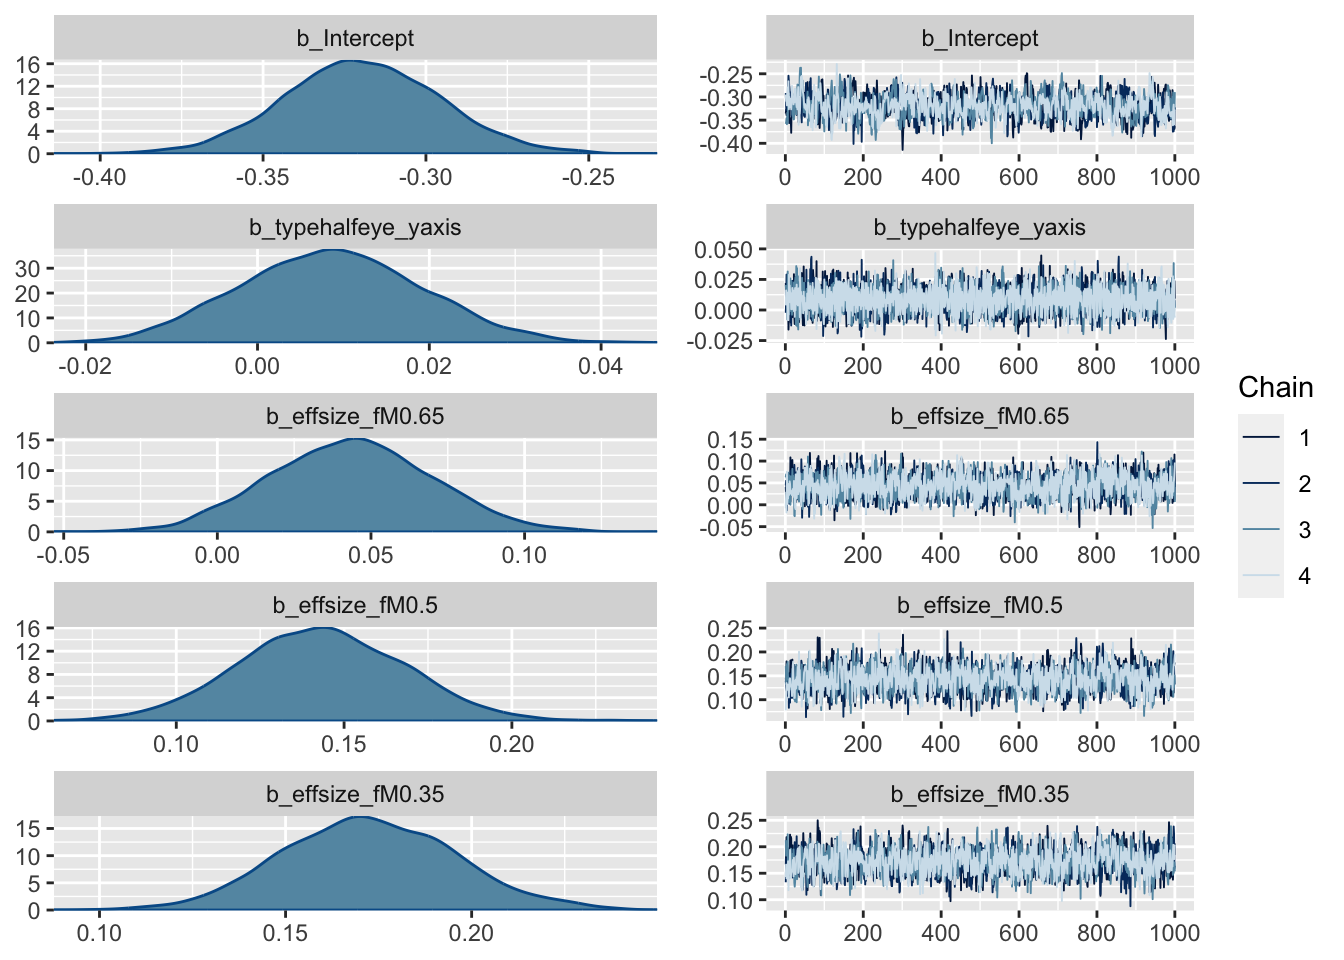 b_Intercept
16
12
8
4
0
-0.40 -0.35 -0.30 -0.25
b_Intercept
-0.25
-0.30
-0.35
-0.40
0 200 400 600 800 1000
b_typehalfeye_yaxis
30
20
10
0
-0.02 0.00 0.02 0.04
b_typehalfeye_yaxis
0.050
0.025
0.000
-0.025
0 200 400 600 800 1000
b_effsize_fM0.65
15
10
5
0
-0.05 0.00 0.05 0.10
b_effsize_fM0.65
0.15
0.10
0.05
0.00
-0.05
0 200 400 600 800 1000
b_effsize_fM0.5
16
12
8
4
0
0.10 0.15 0.20
b_effsize_fM0.5
0.25
0.20
0.15
0.10
0 200 400 600 800 1000
b_effsize_fM0.35
15
10
5
0
0.10 0.15 0.20
b_effsize_fM0.35
0.25
0.20
0.15
0.10
0 200 400 600 800 1000
Chain
1
2
3
4